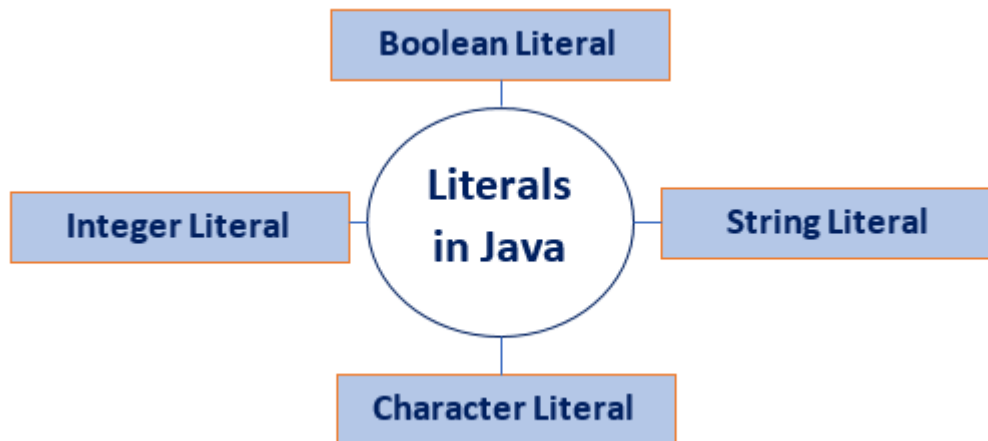 Boolean Literal
Literals
in Java
Integer Literal
String Literal
Character Literal